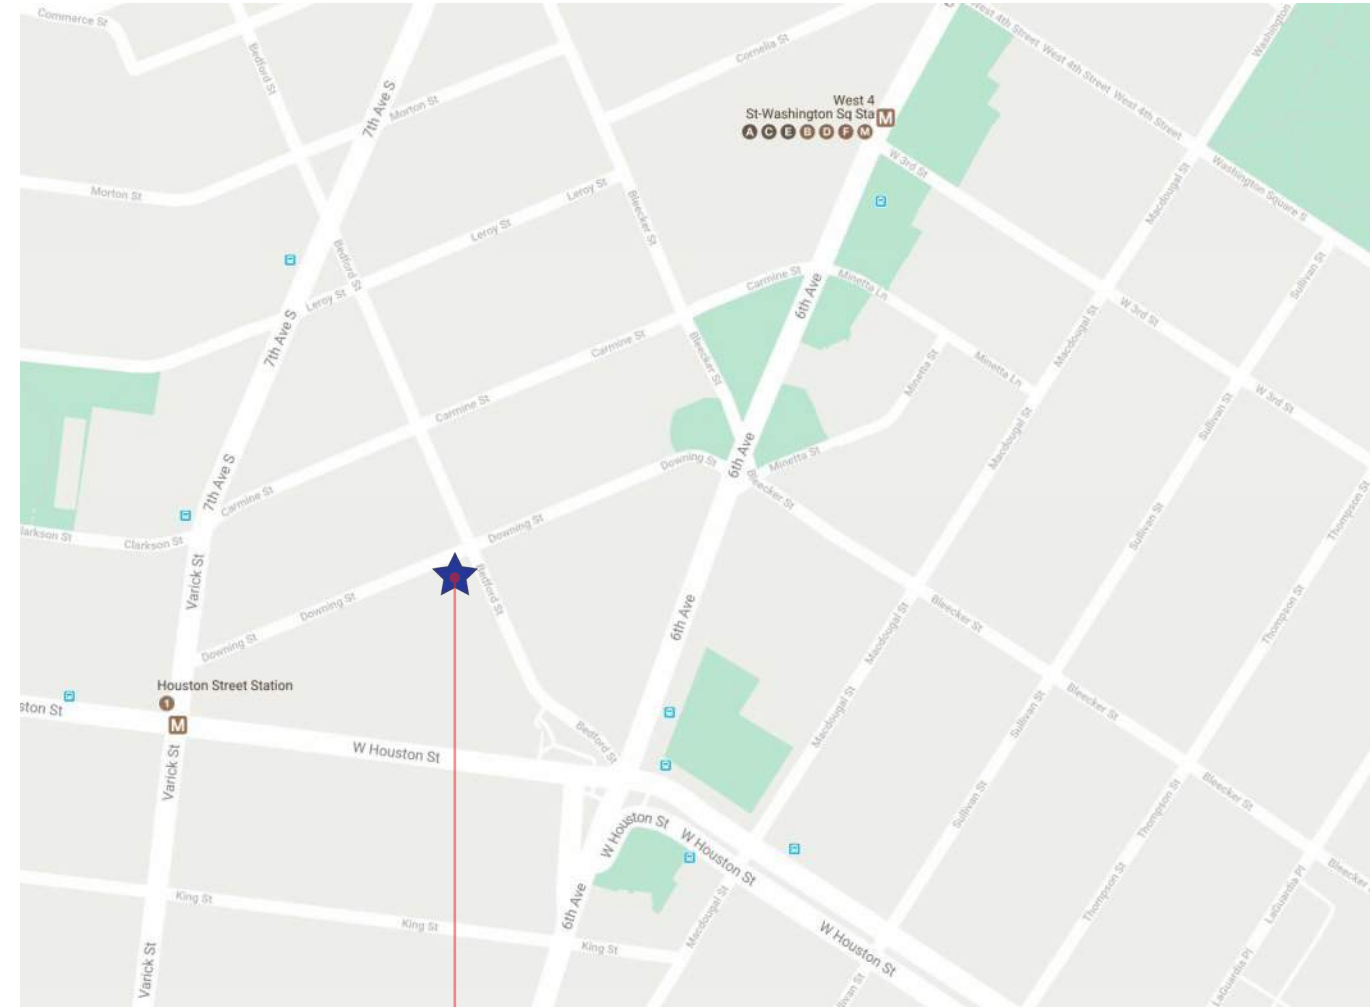 Commerce St
Bedford St
7th Ave S
Morton St
Cornelia St
West 4th Street
West 4th Street
West 4th Street
Washington
West 4
St-Washington Sq Sta
M
A C E B D F M
W 3rd St
Macdougal St
Washington Square S
Morton St
Leroy St
Leroy St
Bleecker St
Bedford St
Sullivan St
Carmine St
6th Ave
Minetta Ln
Leroy St
7th Ave S
W 3rd St
Carmine St
Bleecker St
Macdougal St
Minetta St
Minetta Ln
W 3rd St
Carmine St
Sullivan St
Macdougal St
Downing St
6th Ave
Minetta St
7th Ave S
Carmine St
Bleecker St
Thompson St
larkson St
Clarkson St
Downing St
Sullivan St
Varick St
Bedford St
Downing St
6th Ave
Bleecker St
Thompson St
Downing St
Macdougal St
Houston Street Station
1
M
ston St
Bleecker St
Macdougal St
Sullivan St
W Houston St
Bedford St
Varick St
Bleecker St
Sullivan St
Thompson St
W Houston St
W Houston St
Bleecker
King St
6th Ave
King St
Macdougal St
Thompson St
LaGuardia Pl
King St
W Houston St
Varick St
LaGuardia Pl
livan St